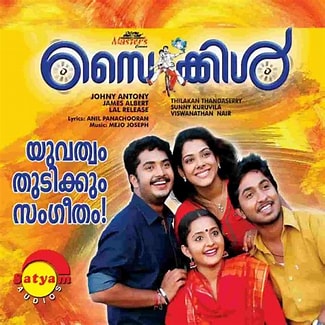 Master's
സൈക്കിൾ
JOHNY ANTONY
JAMES ALBERT
LAL RELEASE
THILAKAN THANDASERRY
SUNNY KURUVILA
VISWANATHAN NAIR
Lyrics: ANIL PANACHOORAN
Music: MEJO JOSEPH
യുവത്വം
തുടിക്കും
സംഗീതം!
Satyam
AUDIOS